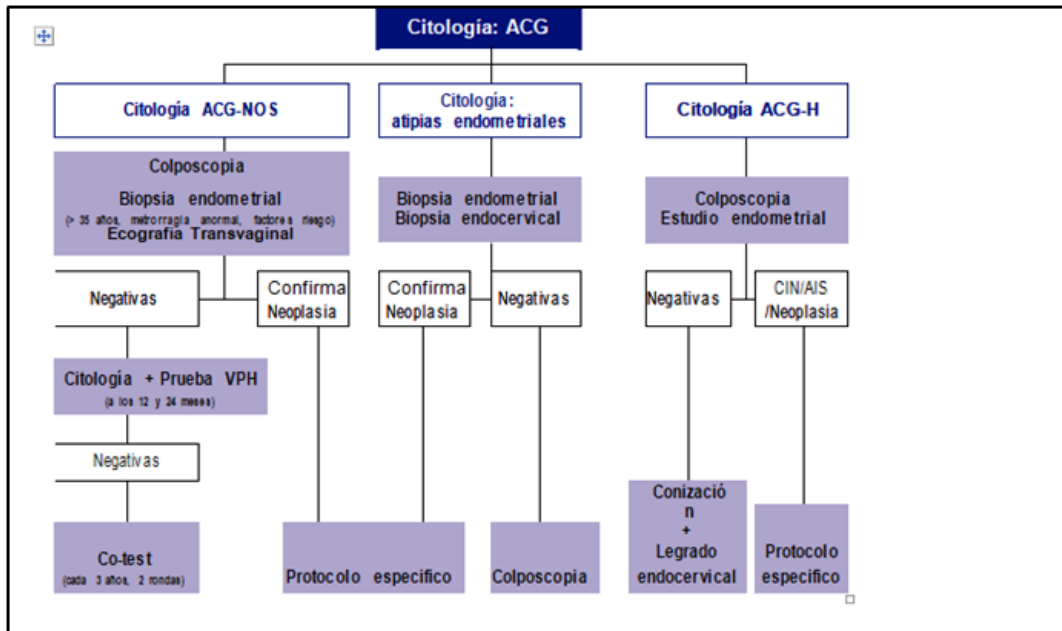 Citología: ACG
Citología ACG-NOS
Citología:
atipias endometriales
Citología ACG-H
Colposcopia
Biopsia endometrial
(> 35 años, metrorragia anormal, factores riesgo)
Ecografía Transvaginal
Biopsia endometrial
Biopsia endocervical
Colposcopia
Estudio endometrial
Negativas
Confirma
Neoplasia
Confirma
Neoplasia
Negativas
Negativas
CIN/AIS
/Neoplasia
Citología + Prueba VPH
(a los 12 y 24 meses)
Negativas
Co-test
(cada 3 años, 2 rondas)
Protocolo especifico
Colposcopia
Conizació
n
+
Legrado
endocervical
Protocolo
especifico